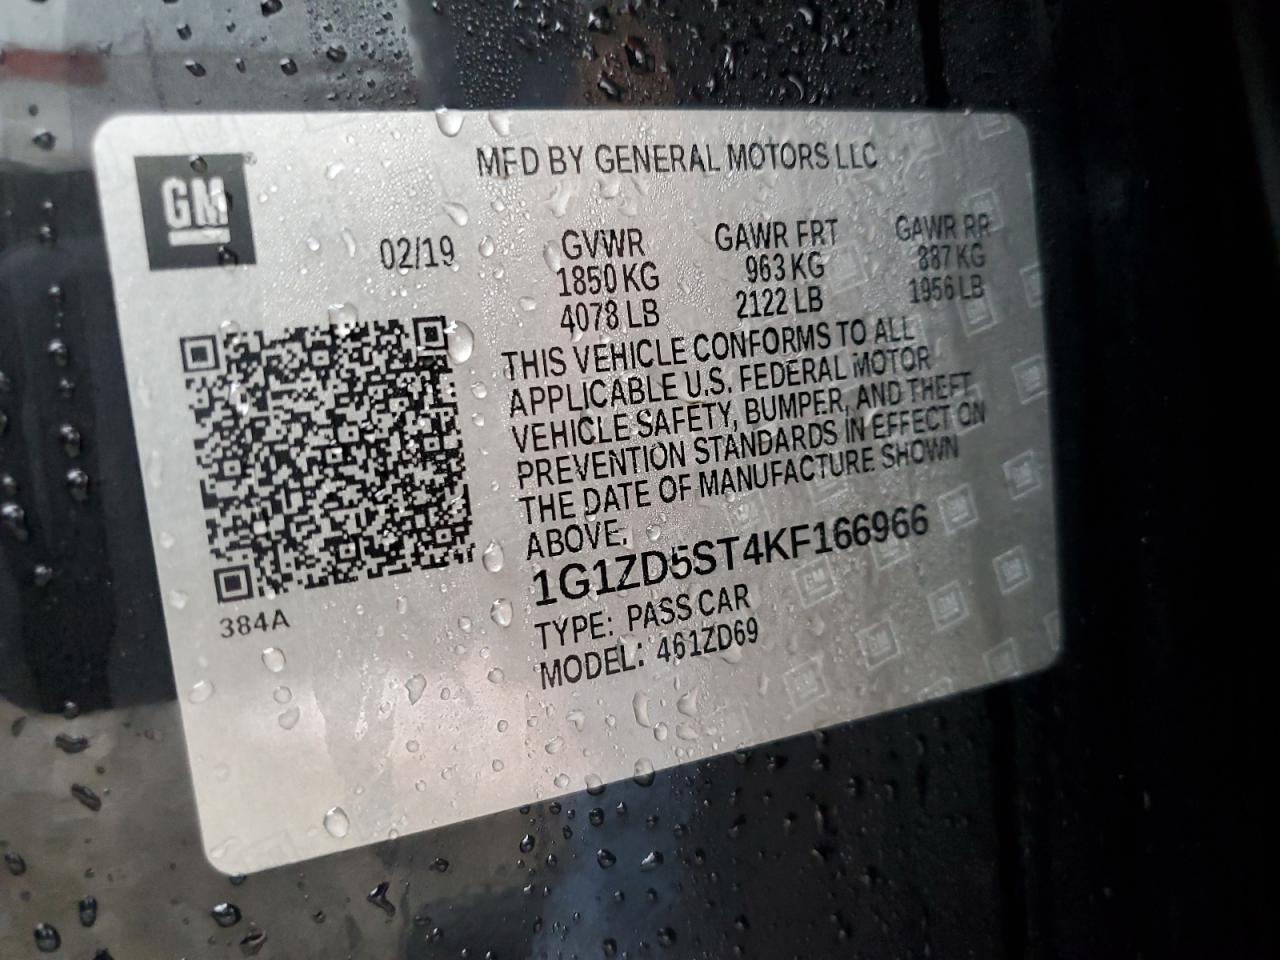 GM
MFD BY GENERAL MOTORS LLC
02/19
GVWR
1850 KG
4078 LB
GAWR FRT
963 KG
2122 LB
GAWR RR
887 KG
1956 LB
THIS VEHICLE CONFORMS TO ALL
APPLICABLE U.S. FEDERAL MOTOR
VEHICLE SAFETY, BUMPER, AND THEFT
PREVENTION STANDARDS IN EFFECT ON
THE DATE OF MANUFACTURE SHOWN
ABOVE.
1G1ZD5ST4KF166966
TYPE: PASS CAR
MODEL: 461ZD69
384A